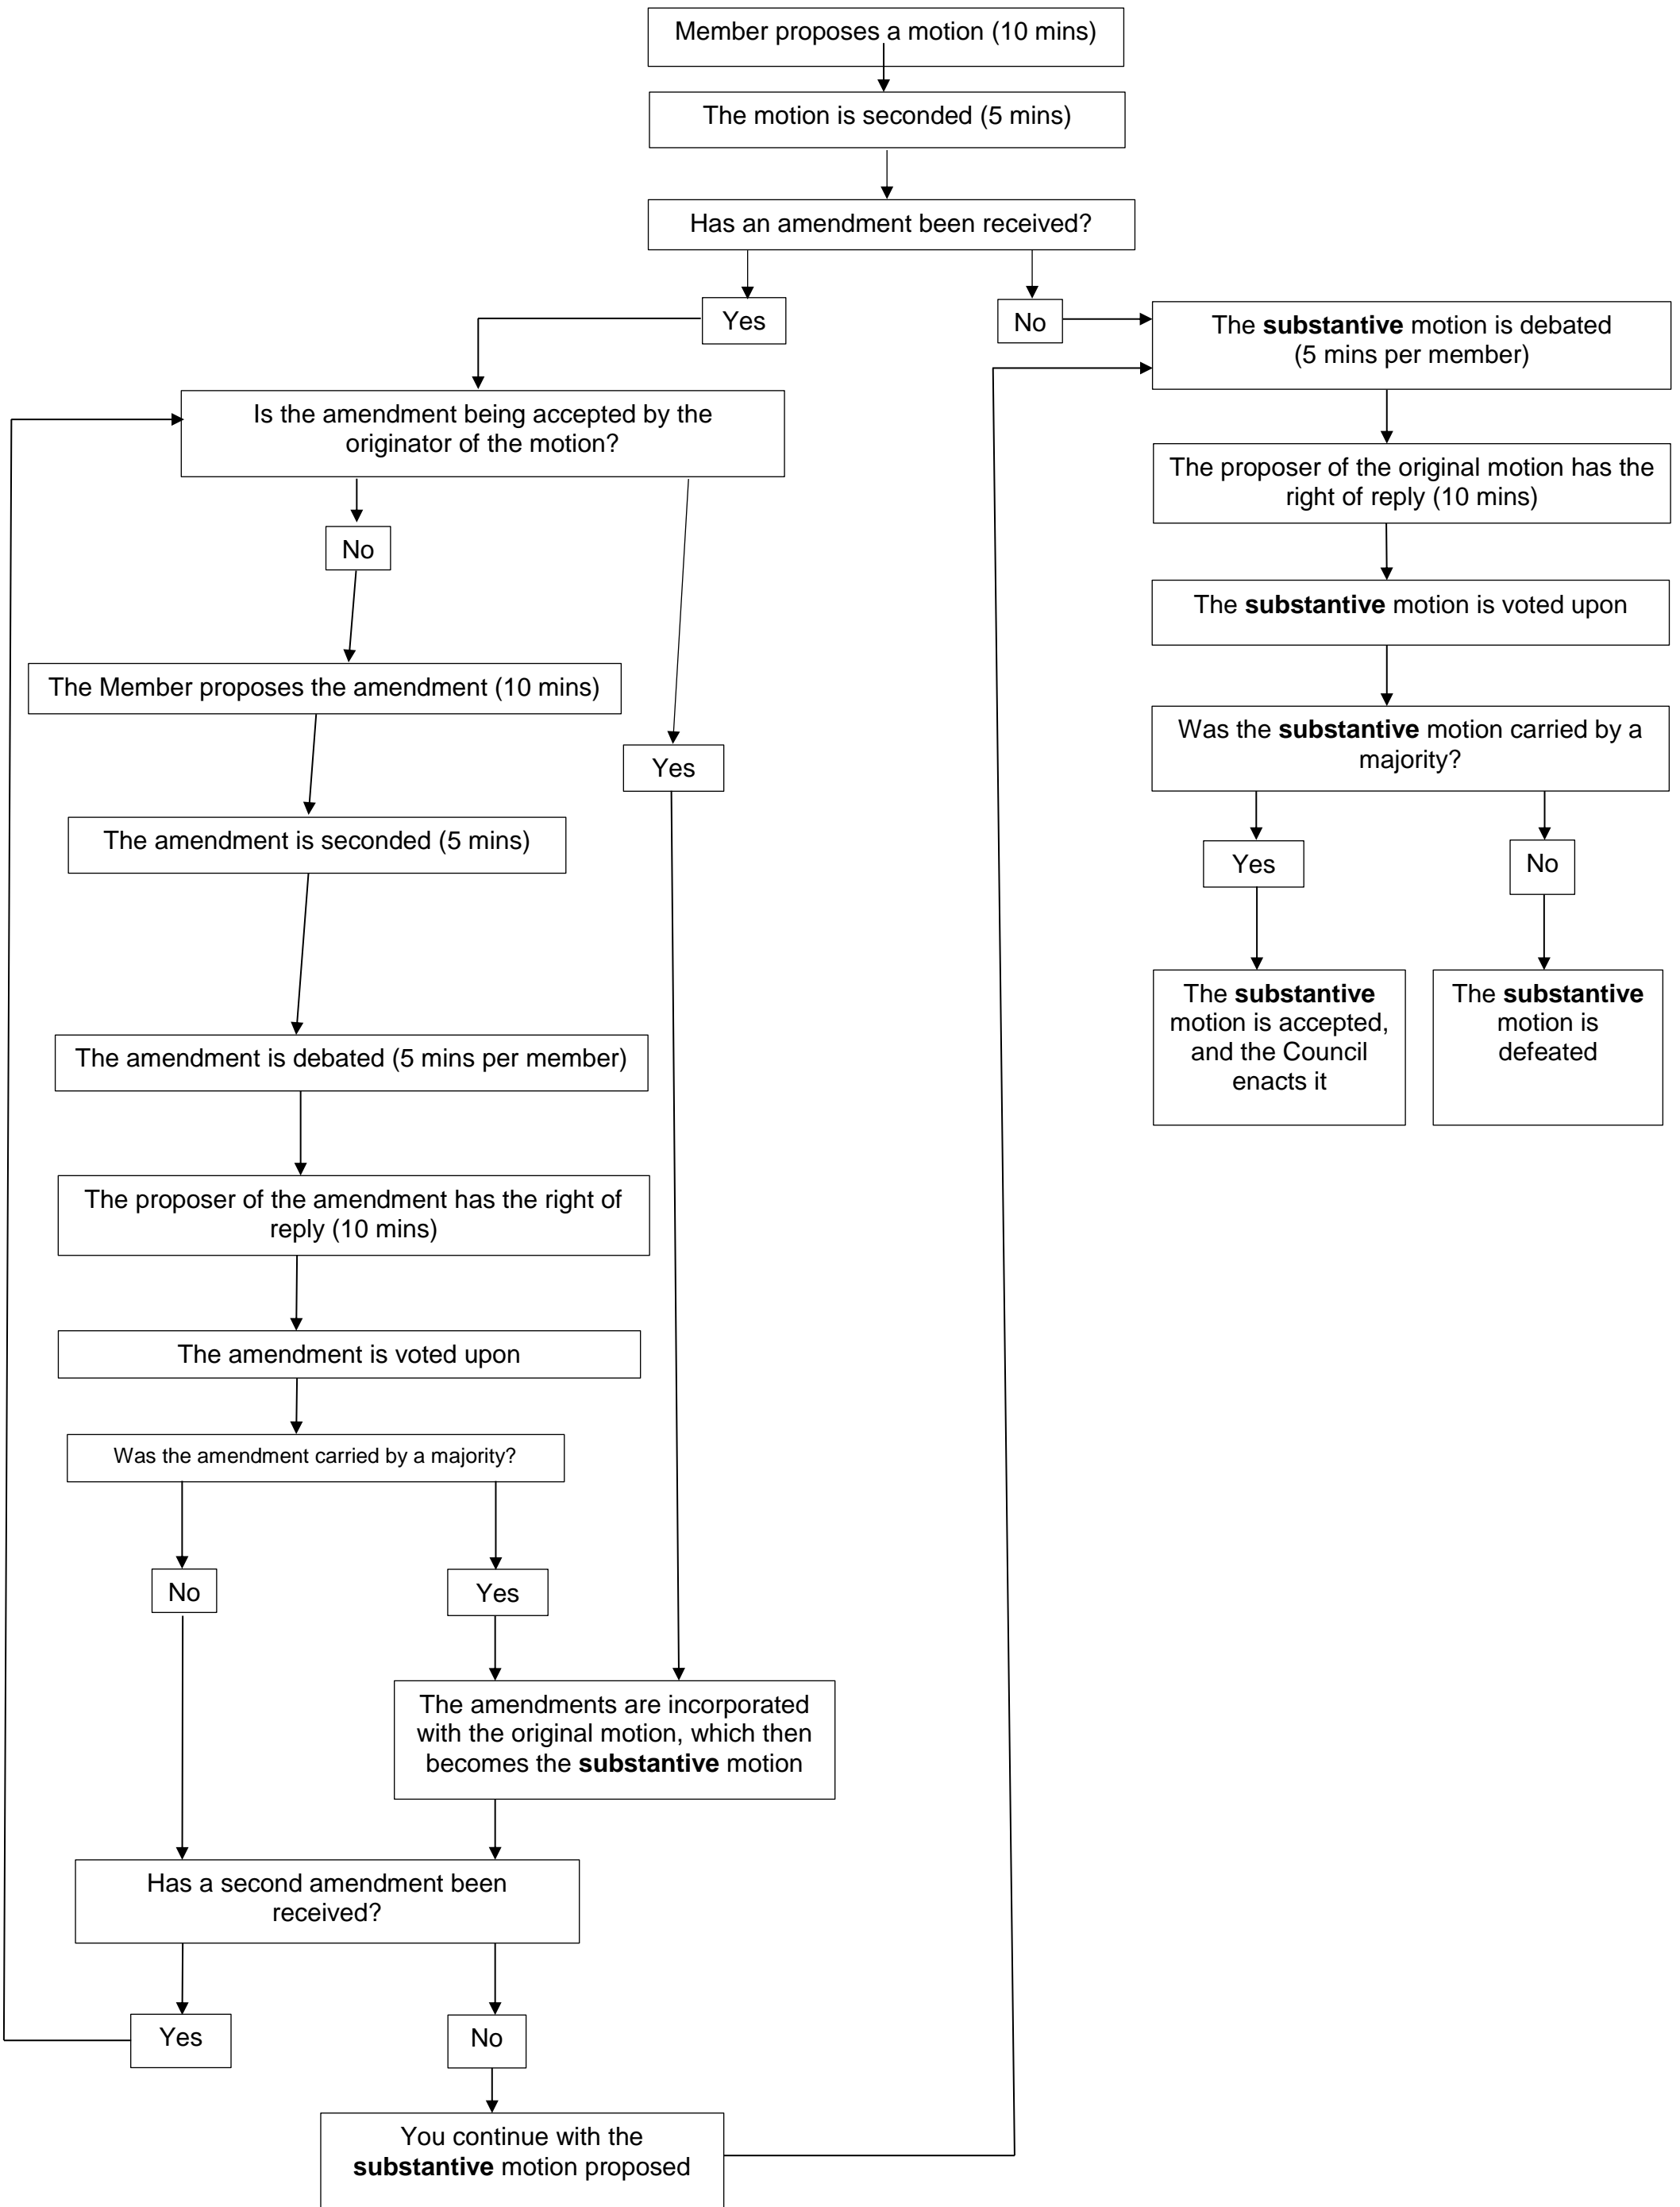 Member proposes a motion (10 mins)
The motion is seconded (5 mins)
Has an amendment been received?
Yes
No
The substantive motion is debated
(5 mins per member)
Is the amendment being accepted by the
originator of the motion?
The proposer of the original motion has the
right of reply (10 mins)
No
The substantive motion is voted upon
The Member proposes the amendment (10 mins)
Was the substantive motion carried by a
majority?
Yes
The amendment is seconded (5 mins)
Yes
No
The substantive
motion is accepted,
and the Council
enacts it
The substantive
motion is
defeated
The amendment is debated (5 mins per member)
The proposer of the amendment has the right of
reply (10 mins)
The amendment is voted upon
Was the amendment carried by a majority?
No
Yes
The amendments are incorporated
with the original motion, which then
becomes the substantive motion
Has a second amendment been
received?
Yes
No
You continue with the
substantive motion proposed